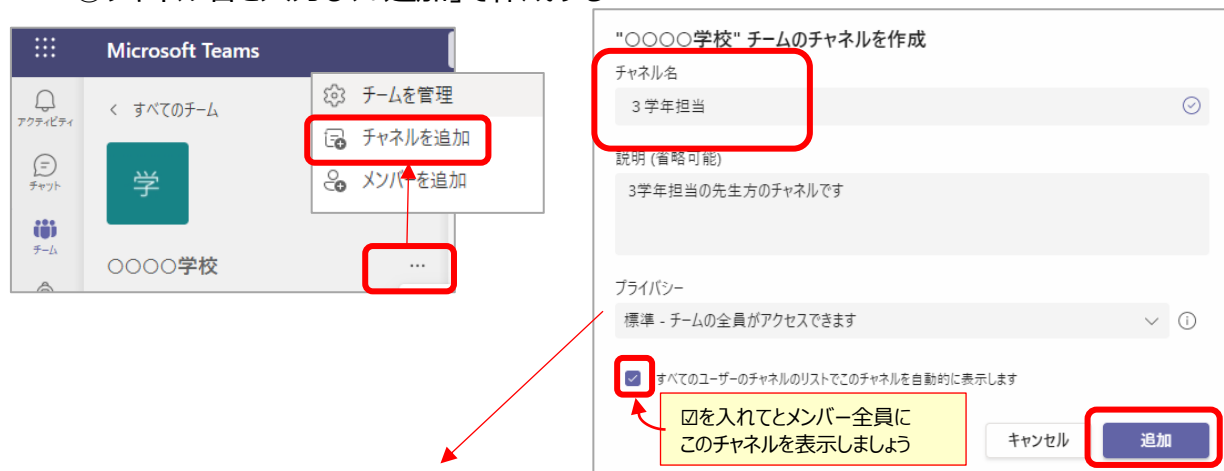 Microsoft Teams
アクティビティ
チャット
チーム
すべてのチーム
学
○○○○学校
…
チームを管理
チャネルを追加
メンバーを追加
"○○○○学校" チームのチャネルを作成
チャネル名
3学年担当
説明 (省略可能)
3学年担当の先生方のチャネルです
プライバシー
標準 - チームの全員がアクセスできます
すべてのユーザーのチャネルのリストでこのチャネルを自動的に表示します
☑を入れてとメンバー全員に
このチャネルを表示しましょう
キャンセル
追加